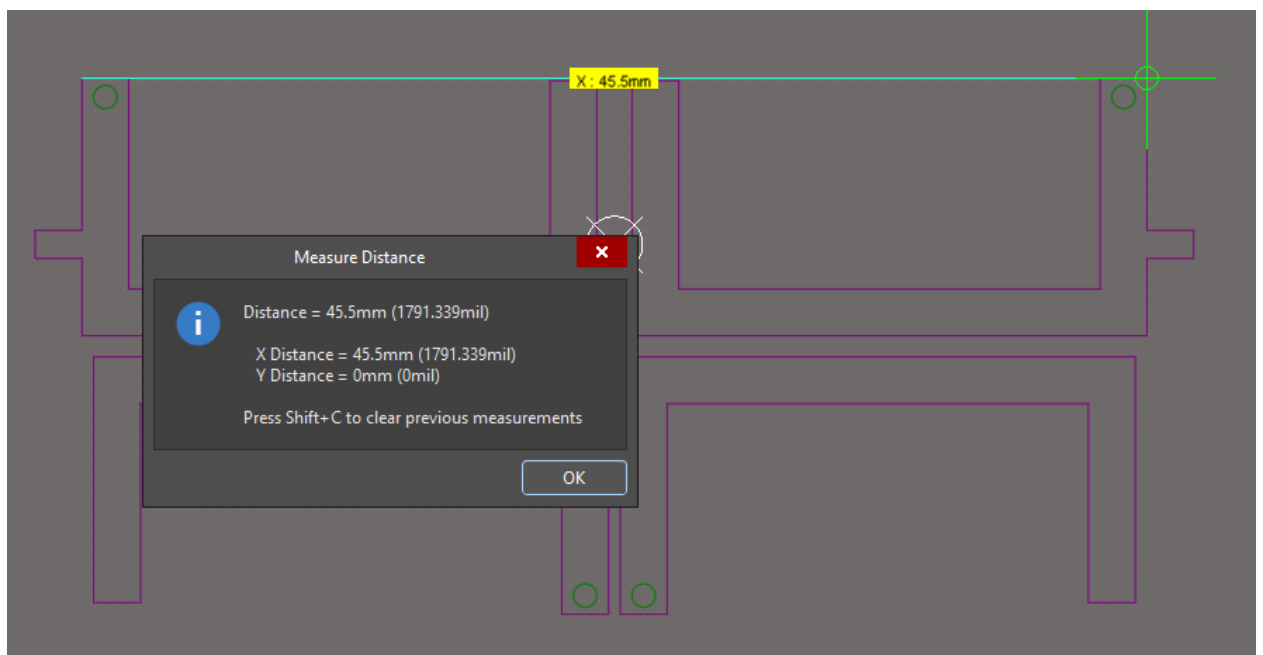 X : 45.5mm
Measure Distance
Distance = 45.5mm (1791.339mil)
X Distance = 45.5mm (1791.339mil)
Y Distance = 0mm (0mil)
Press Shift+C to clear previous measurements
OK